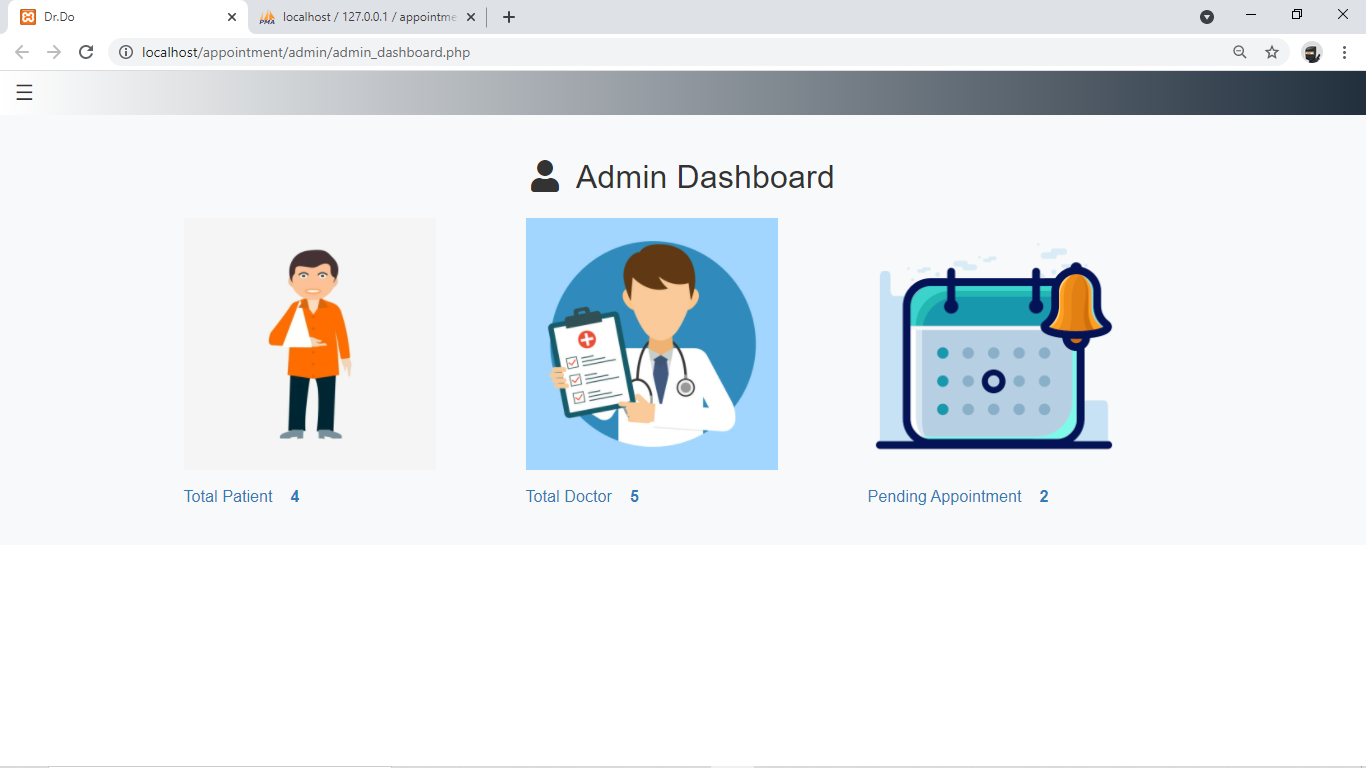 Dr.Do
PMA localhost / 127.0.0.1 / appointme
localhost/appointment/admin/admin_dashboard.php
Admin Dashboard
Total Patient 4
Total Doctor 5
Pending Appointment 2